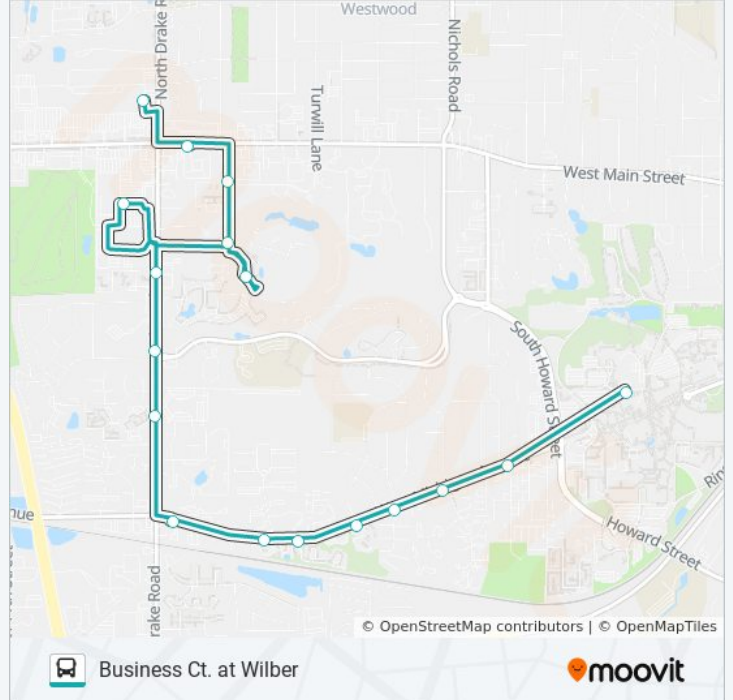 Westwood
North Drake R
Nichols Road
Turwill Lane
West Main Street
South Howard Street
Rin
nue
Howard Street
rake Road
© OpenStreetMap contributors | © OpenMapTiles
Business Ct. at Wilber
moovit